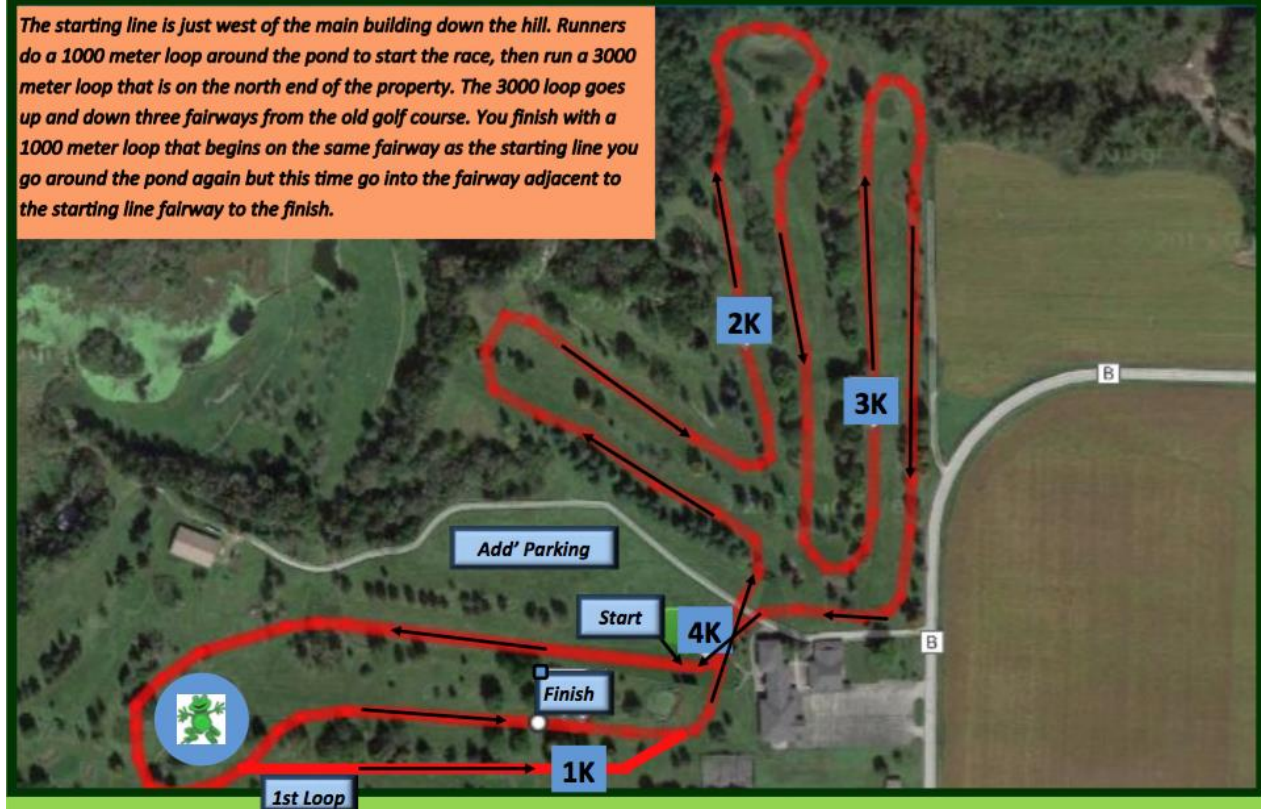 The starting line is just west of the main building down the hill. Runners
do a 1000 meter loop around the pond to start the race, then run a 3000
meter loop that is on the north end of the property. The 3000 loop goes
up and down three fairways from the old golf course. You finish with a
1000 meter loop that begins on the same fairway as the starting line you
go around the pond again but this time go into the fairway adjacent to
the starting line fairway to the finish.
2K
B
3K
Add' Parking
Start
4K
B
Finish
1K
1st Loop